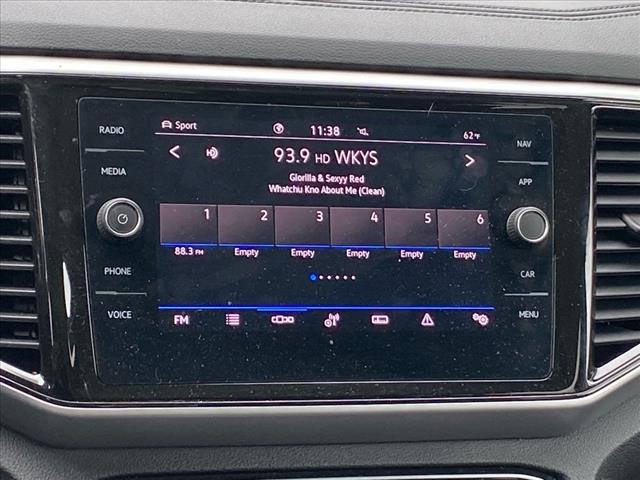 RADIO
MEDIA
PHONE
VOICE
Sport
11:38
62°F
93.9 HD WKYS
Glorilla & Sexyy Red
Whatchu Kno About Me (Clean)
1 2 3 4 5 6
88.3 FM Empty Empty Empty Empty Empty
FM
NAV
APP
CAR
MENU